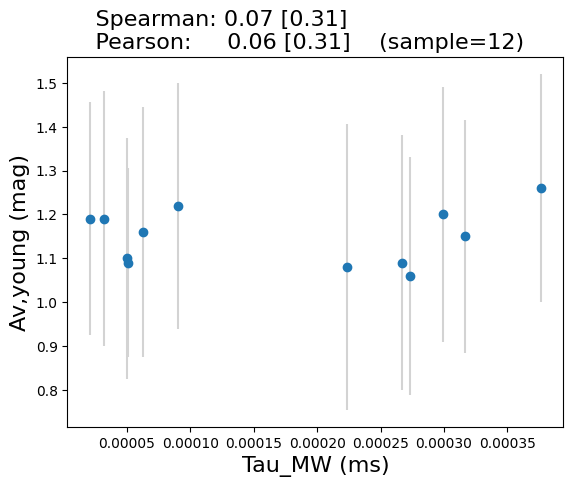 Spearman: 0.07 [0.31]
Pearson: 0.06 [0.31] (sample=12)
1.5
1.4
1.3
1.2
1.1
1.0
0.9
0.8
Av,young (mag)
0.00005 0.00010 0.00015 0.00020 0.00025 0.00030 0.00035
Tau_MW (ms)